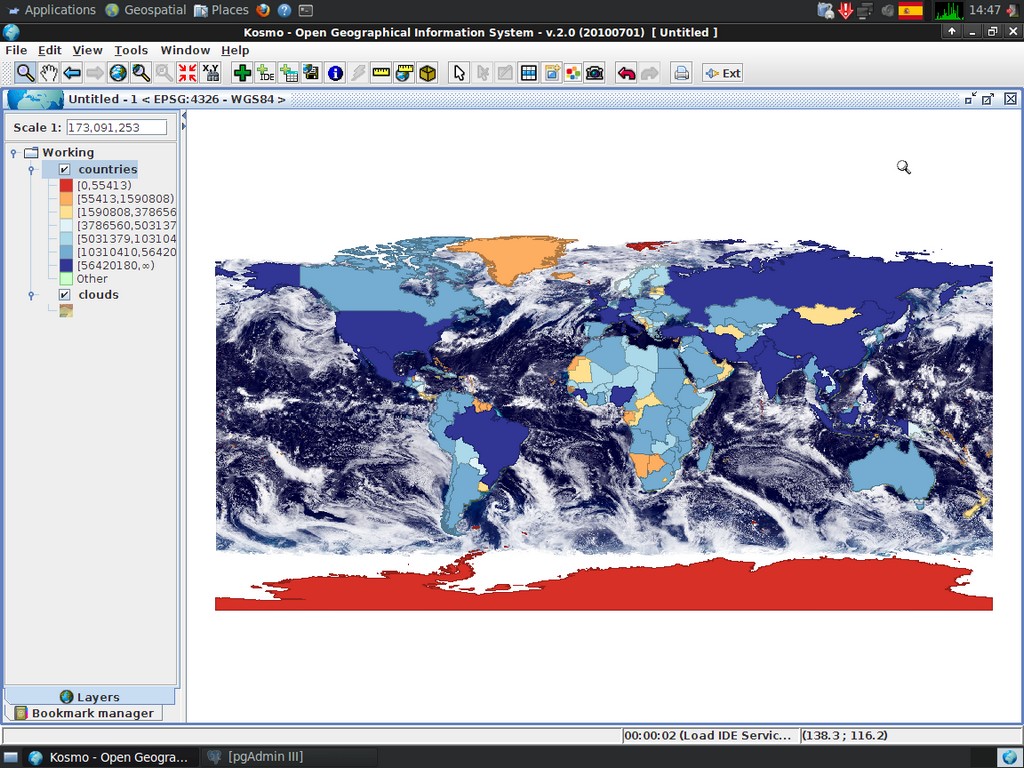 Applications Geospatial Places 14:47
Kosmo - Open Geographical Information System - v.2.0 (20100701) [ Untitled ]
File Edit View Tools Window Help
X,Y IDE Ext
Untitled - 1 < EPSG:4326 - WGS84 >
Scale 1: 173,091,253
Working
countries
[0,55413)
[55413,1590808)
[1590808,378656
[3786560,503137
[5031379,103104
[10310410,56420
[56420180,∞)
Other
clouds
Layers
Bookmark manager
00:00:02 (Load IDE Servic... (138.3 ; 116.2)
Kosmo - Open Geogra... [pgAdmin III]